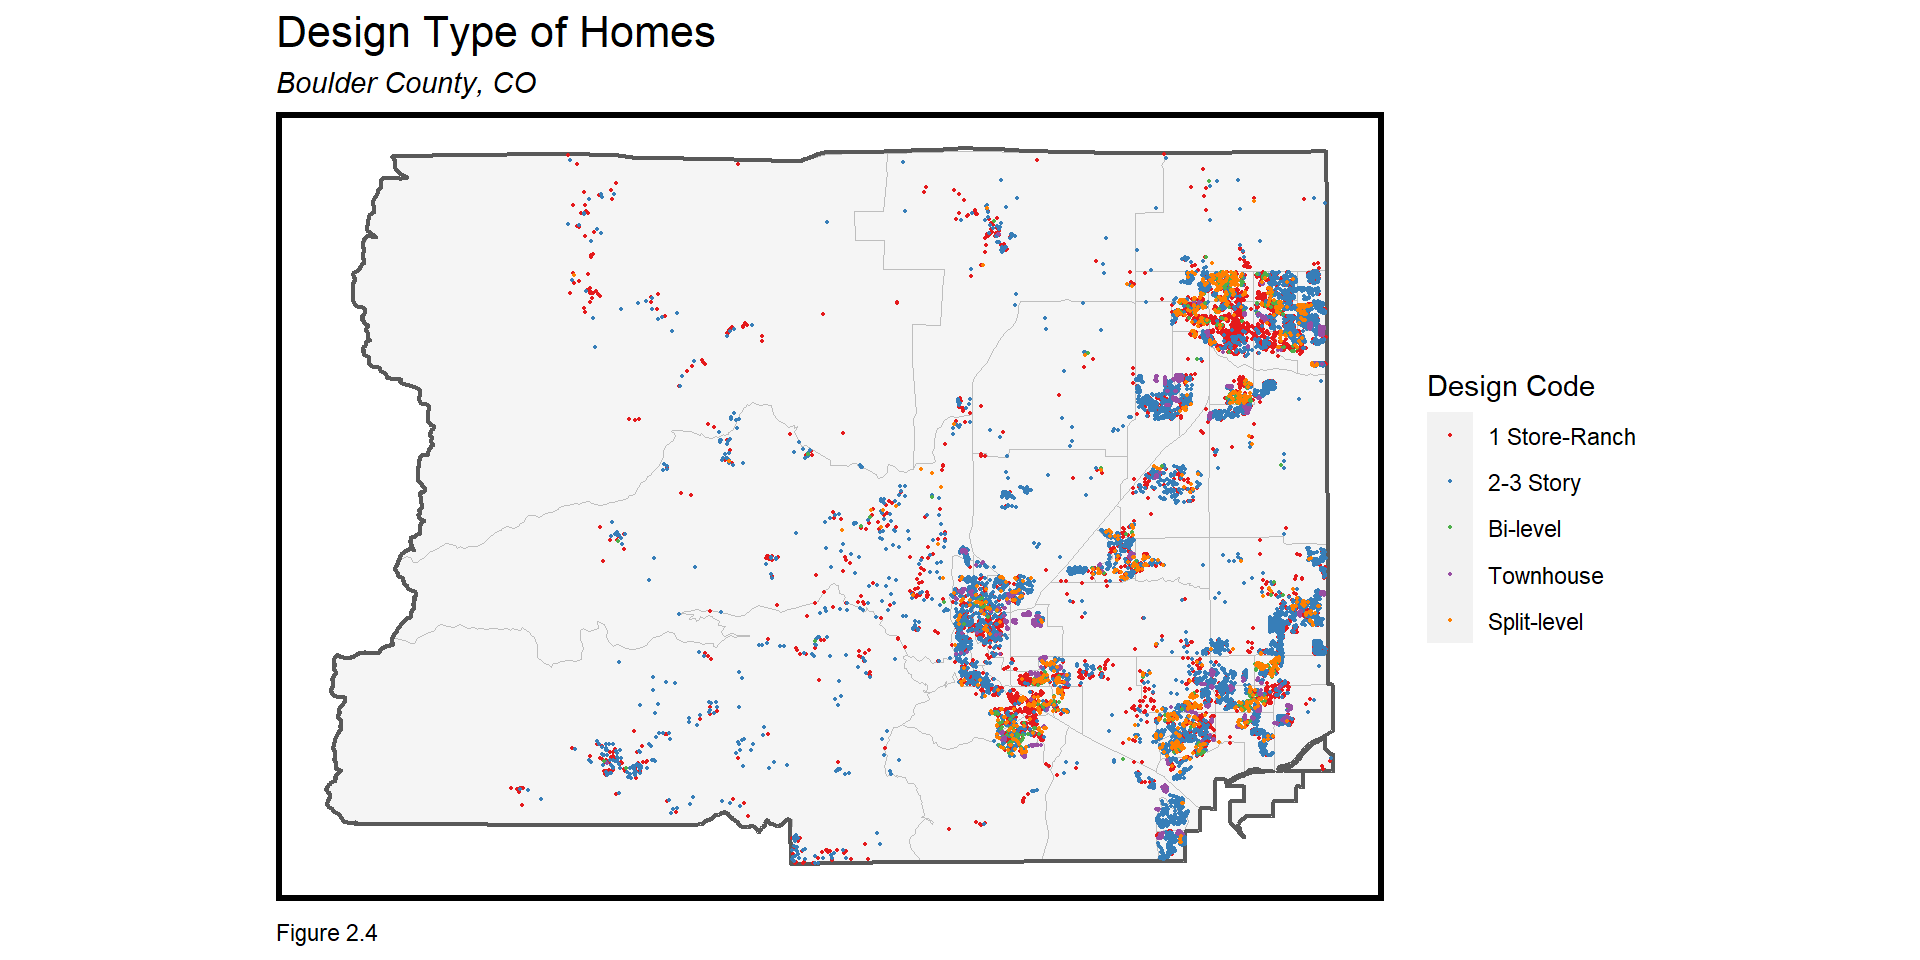 Design Type of Homes
Boulder County, CO
Design Code
1 Store-Ranch
2-3 Story
Bi-level
Townhouse
Split-level
Figure 2.4